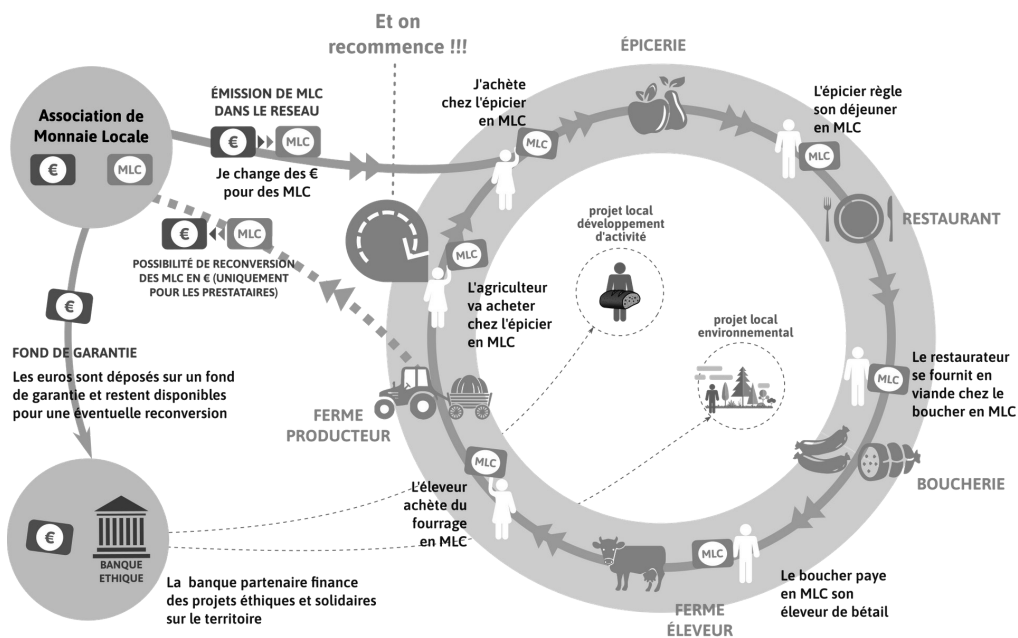 Et on
recommence !!!
ÉPICERIE
Association de
Monnaie Locale
€
MLC
ÉMISSION DE MLC
DANS LE RESEAU
€
MLC
Je change des €
pour des MLC
J'achète
chez l'épicier
en MLC
MLC
L'épicier règle
son déjeuner
en MLC
MLC
RESTAURANT
€
MLC
POSSIBILITÉ DE RECONVERSION
DES MLC EN € (UNIQUEMENT
POUR LES PRESTATAIRES)
MLC
L'agriculteur
va acheter
chez l'épicier
en MLC
projet local
développement
d'activité
projet local
environnemental
€
FOND DE GARANTIE
Les euros sont déposés sur un fond
de garantie et restent disponibles
pour une éventuelle reconversion
FERME
PRODUCTEUR
Le restaurateur
se fournit en
viande chez le
boucher en MLC
MLC
BOUCHERIE
MLC
L'éleveur
achète du
fourrage
en MLC
€
BANQUE
ETHIQUE
La banque partenaire finance
des projets éthiques et solidaires
sur le territoire
MLC
Le boucher paye
en MLC son
éleveur de bétail
FERME
ÉLEVEUR